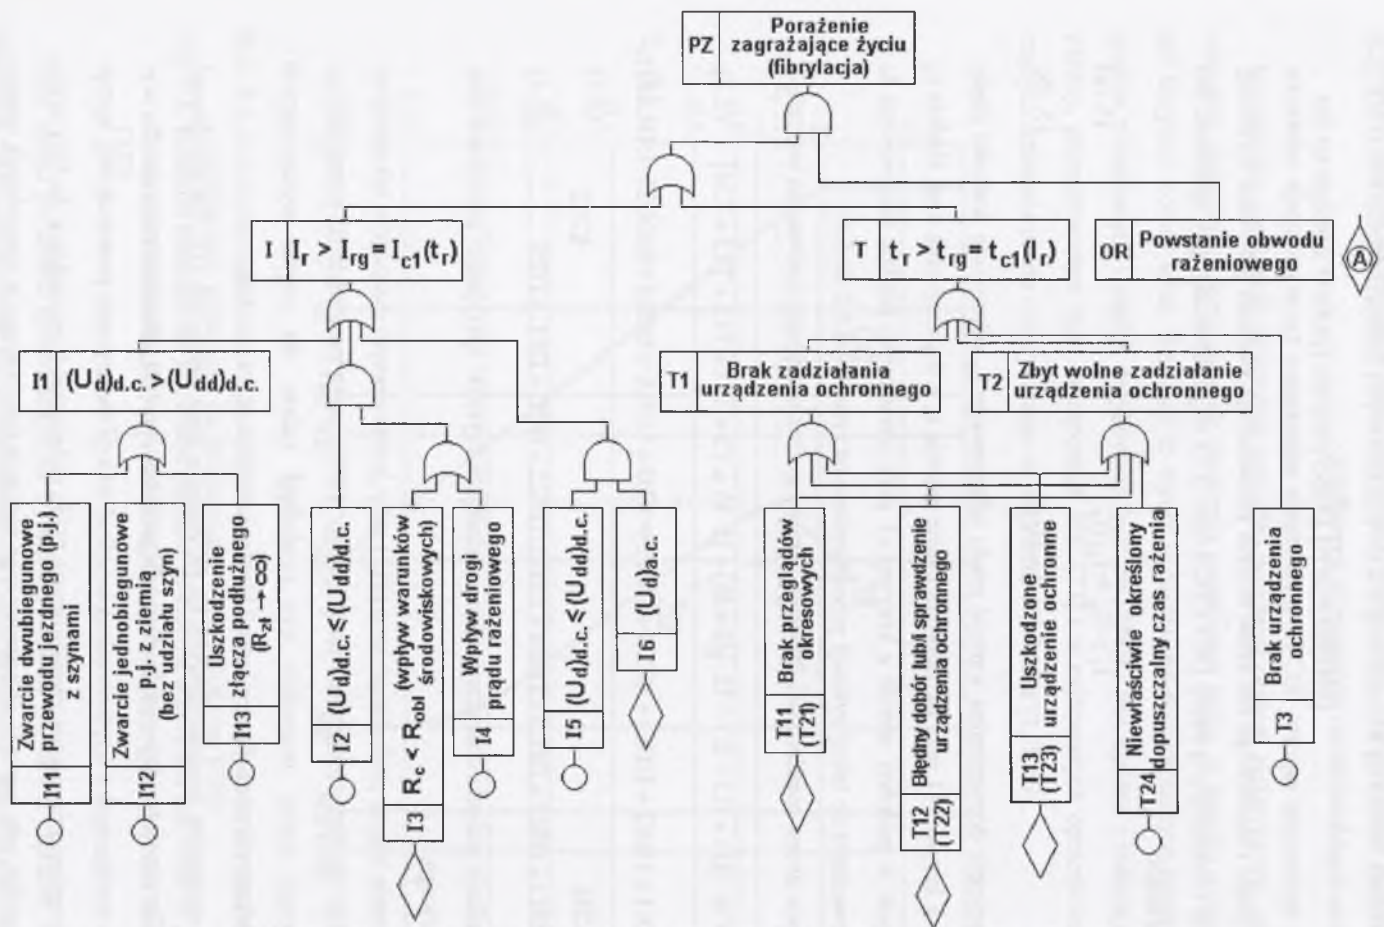 PZ
Porażenie
zagrażające życiu
(fibrylacja)
I
I_r > I_rg = I_c1(t_r)
T
t_r > t_rg = t_c1(I_r)
OR
Powstanie obwodu
rażeniowego
A
I1
(U_d)d.c. > (U_dd)d.c.
T1
Brak zadziałania
urządzenia ochronnego
T2
Zbyt wolne zadziałanie
urządzenia ochronnego
I11
Zwarcie dwubiegunowe
przewodu jezdnego (p.j.)
z szynami
I12
Zwarcie jednobiegunowe
p.j. z ziemią
(bez udziału szyn)
I13
Uszkodzenie
złącza podłużnego
(R_zł → ∞)
I2
(U_d)d.c. ≤ (U_dd)d.c.
I3
R_c < R_obl (wpływ warunków
środowiskowych)
I4
Wpływ drogi
prądu rażeniowego
I5
(U_d)d.c. ≤ (U_dd)d.c.
I6
(U_d)a.c.
T11
(T21)
Brak przeglądów
okresowych
T12
(T22)
Błędny dobór lub/i sprawdzenie
urządzenia ochronnego
T13
(T23)
Uszkodzone
urządzenie ochronne
T24
Niewłaściwie określony
dopuszczalny czas rażenia
T3
Brak urządzenia
ochronnego